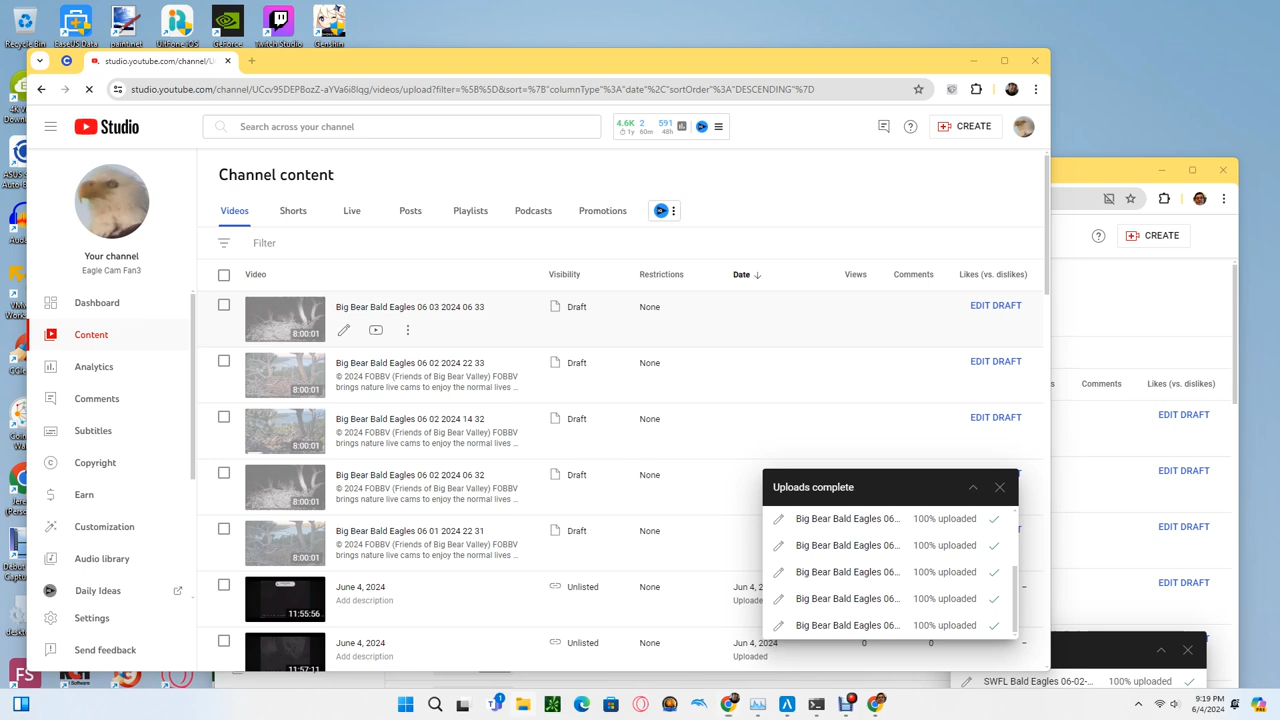 Recycle Bin
EaseUS Data
paint.net
UltFone iOS
GeForce
Twitch Studio
Genshin
studio.youtube.com/channel/U
studio.youtube.com/channel/UCcv95DEPBozZ-aYVa6i8lqg/videos/upload?filter=%5B%5D&sort=%7B"columnType"%3A"date"%2C"sortOrder"%3A"DESCENDING"%7D
Studio
Search across your channel
4.6K 2 591
1y 60m 48h
CREATE
CREATE
Your channel
Eagle Cam Fan3
Dashboard
Content
Analytics
Comments
Subtitles
Copyright
Earn
Customization
Audio library
Daily Ideas
Settings
Send feedback
Channel content
Videos Shorts Live Posts Playlists Podcasts Promotions
Filter
Video Visibility Restrictions Date Views Comments Likes (vs. dislikes)
Comments Likes (vs. dislikes)
8:00:01
Big Bear Bald Eagles 06 03 2024 06 33
Draft None EDIT DRAFT
8:00:01
Big Bear Bald Eagles 06 02 2024 22 33
© 2024 FOBBV (Friends of Big Bear Valley) FOBBV
brings nature live cams to enjoy the normal lives ...
Draft None EDIT DRAFT
8:00:01
Big Bear Bald Eagles 06 02 2024 14 32
© 2024 FOBBV (Friends of Big Bear Valley) FOBBV
brings nature live cams to enjoy the normal lives ...
Draft None EDIT DRAFT
8:00:01
Big Bear Bald Eagles 06 02 2024 06 32
© 2024 FOBBV (Friends of Big Bear Valley) FOBBV
brings nature live cams to enjoy the normal lives ...
Draft None
8:00:01
Big Bear Bald Eagles 06 01 2024 22 31
© 2024 FOBBV (Friends of Big Bear Valley) FOBBV
brings nature live cams to enjoy the normal lives ...
Draft None
11:55:56
June 4, 2024
Add description
Unlisted None Jun 4, 2024
Uploaded
11:57:11
June 4, 2024
Add description
Unlisted None Jun 4, 2024 0 0 –
Uploaded
Uploads complete
Big Bear Bald Eagles 06... 100% uploaded
Big Bear Bald Eagles 06... 100% uploaded
Big Bear Bald Eagles 06... 100% uploaded
Big Bear Bald Eagles 06... 100% uploaded
Big Bear Bald Eagles 06... 100% uploaded
EDIT DRAFT
EDIT DRAFT
EDIT DRAFT
EDIT DRAFT
SWFL Bald Eagles 06-02-... 100% uploaded
9:19 PM
6/4/2024